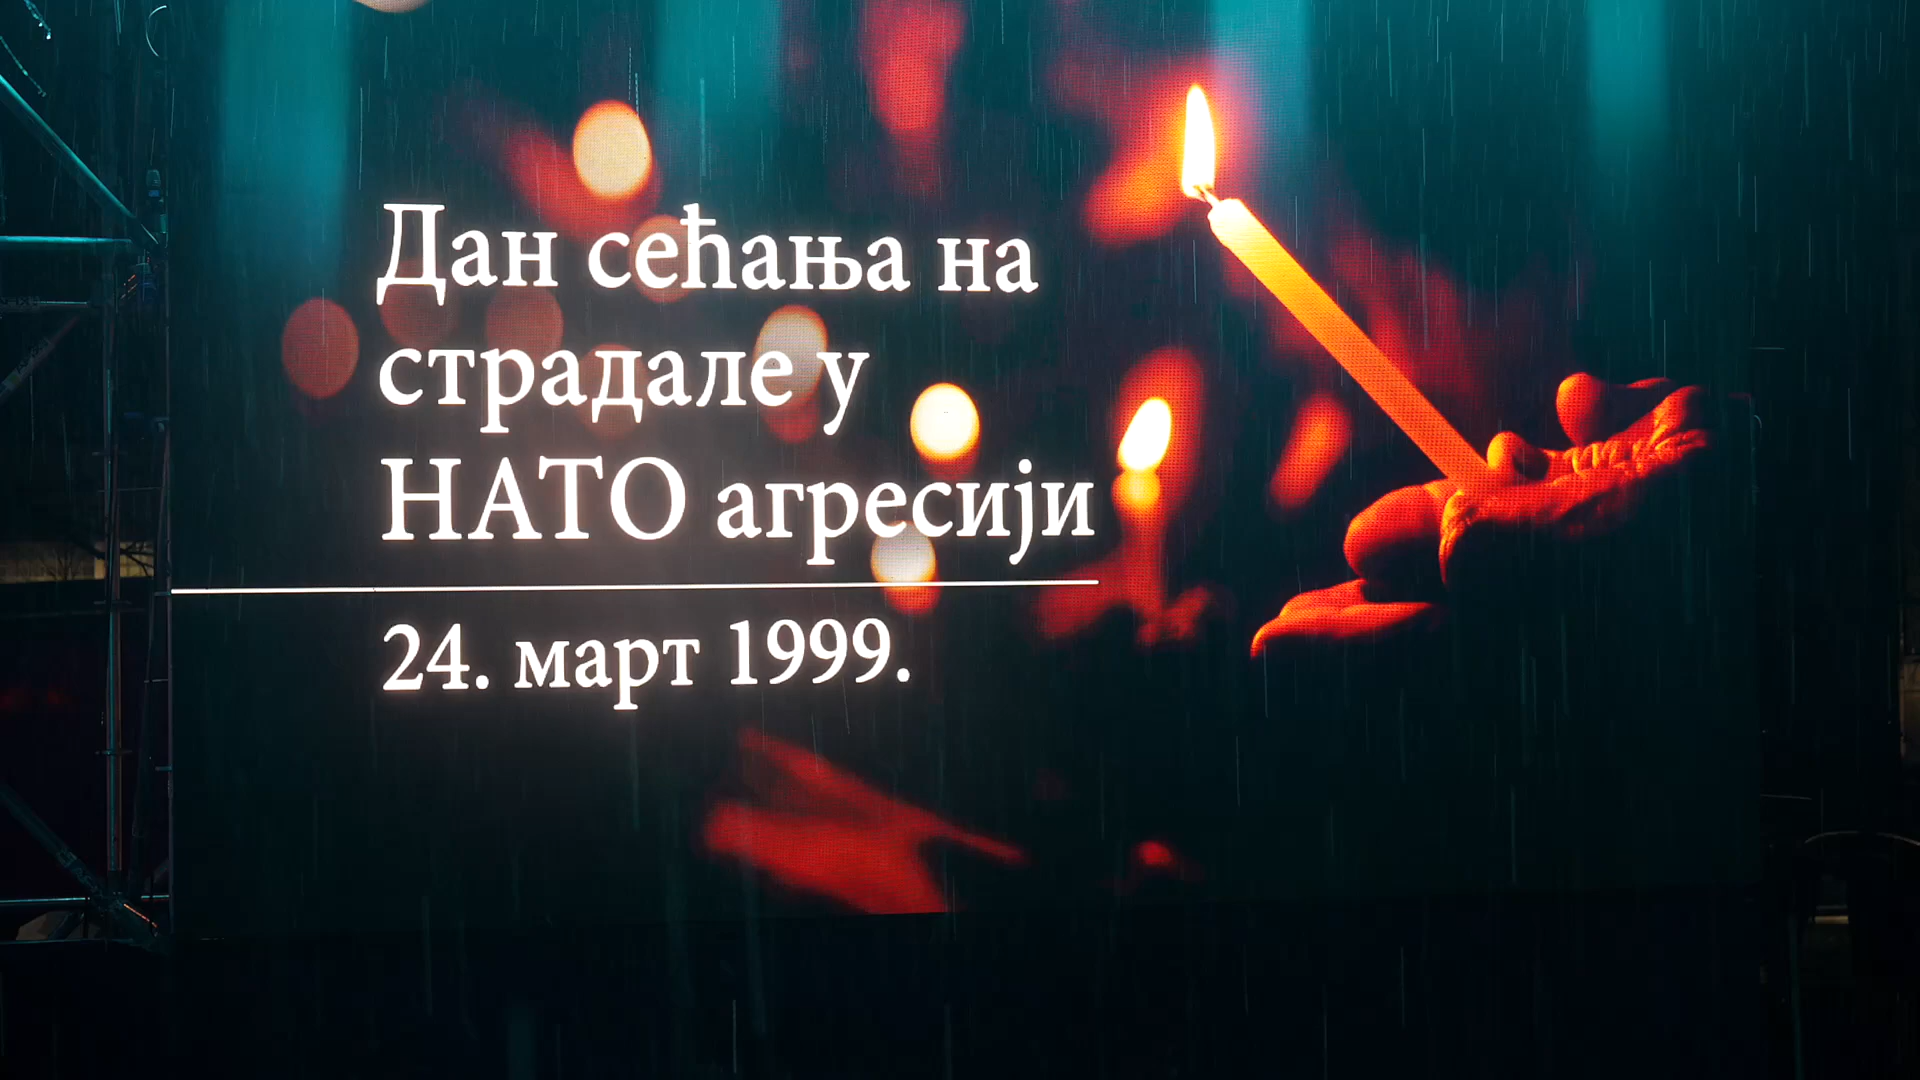 Дан сећања на
страдале у
НАТО агресији
24. март 1999.